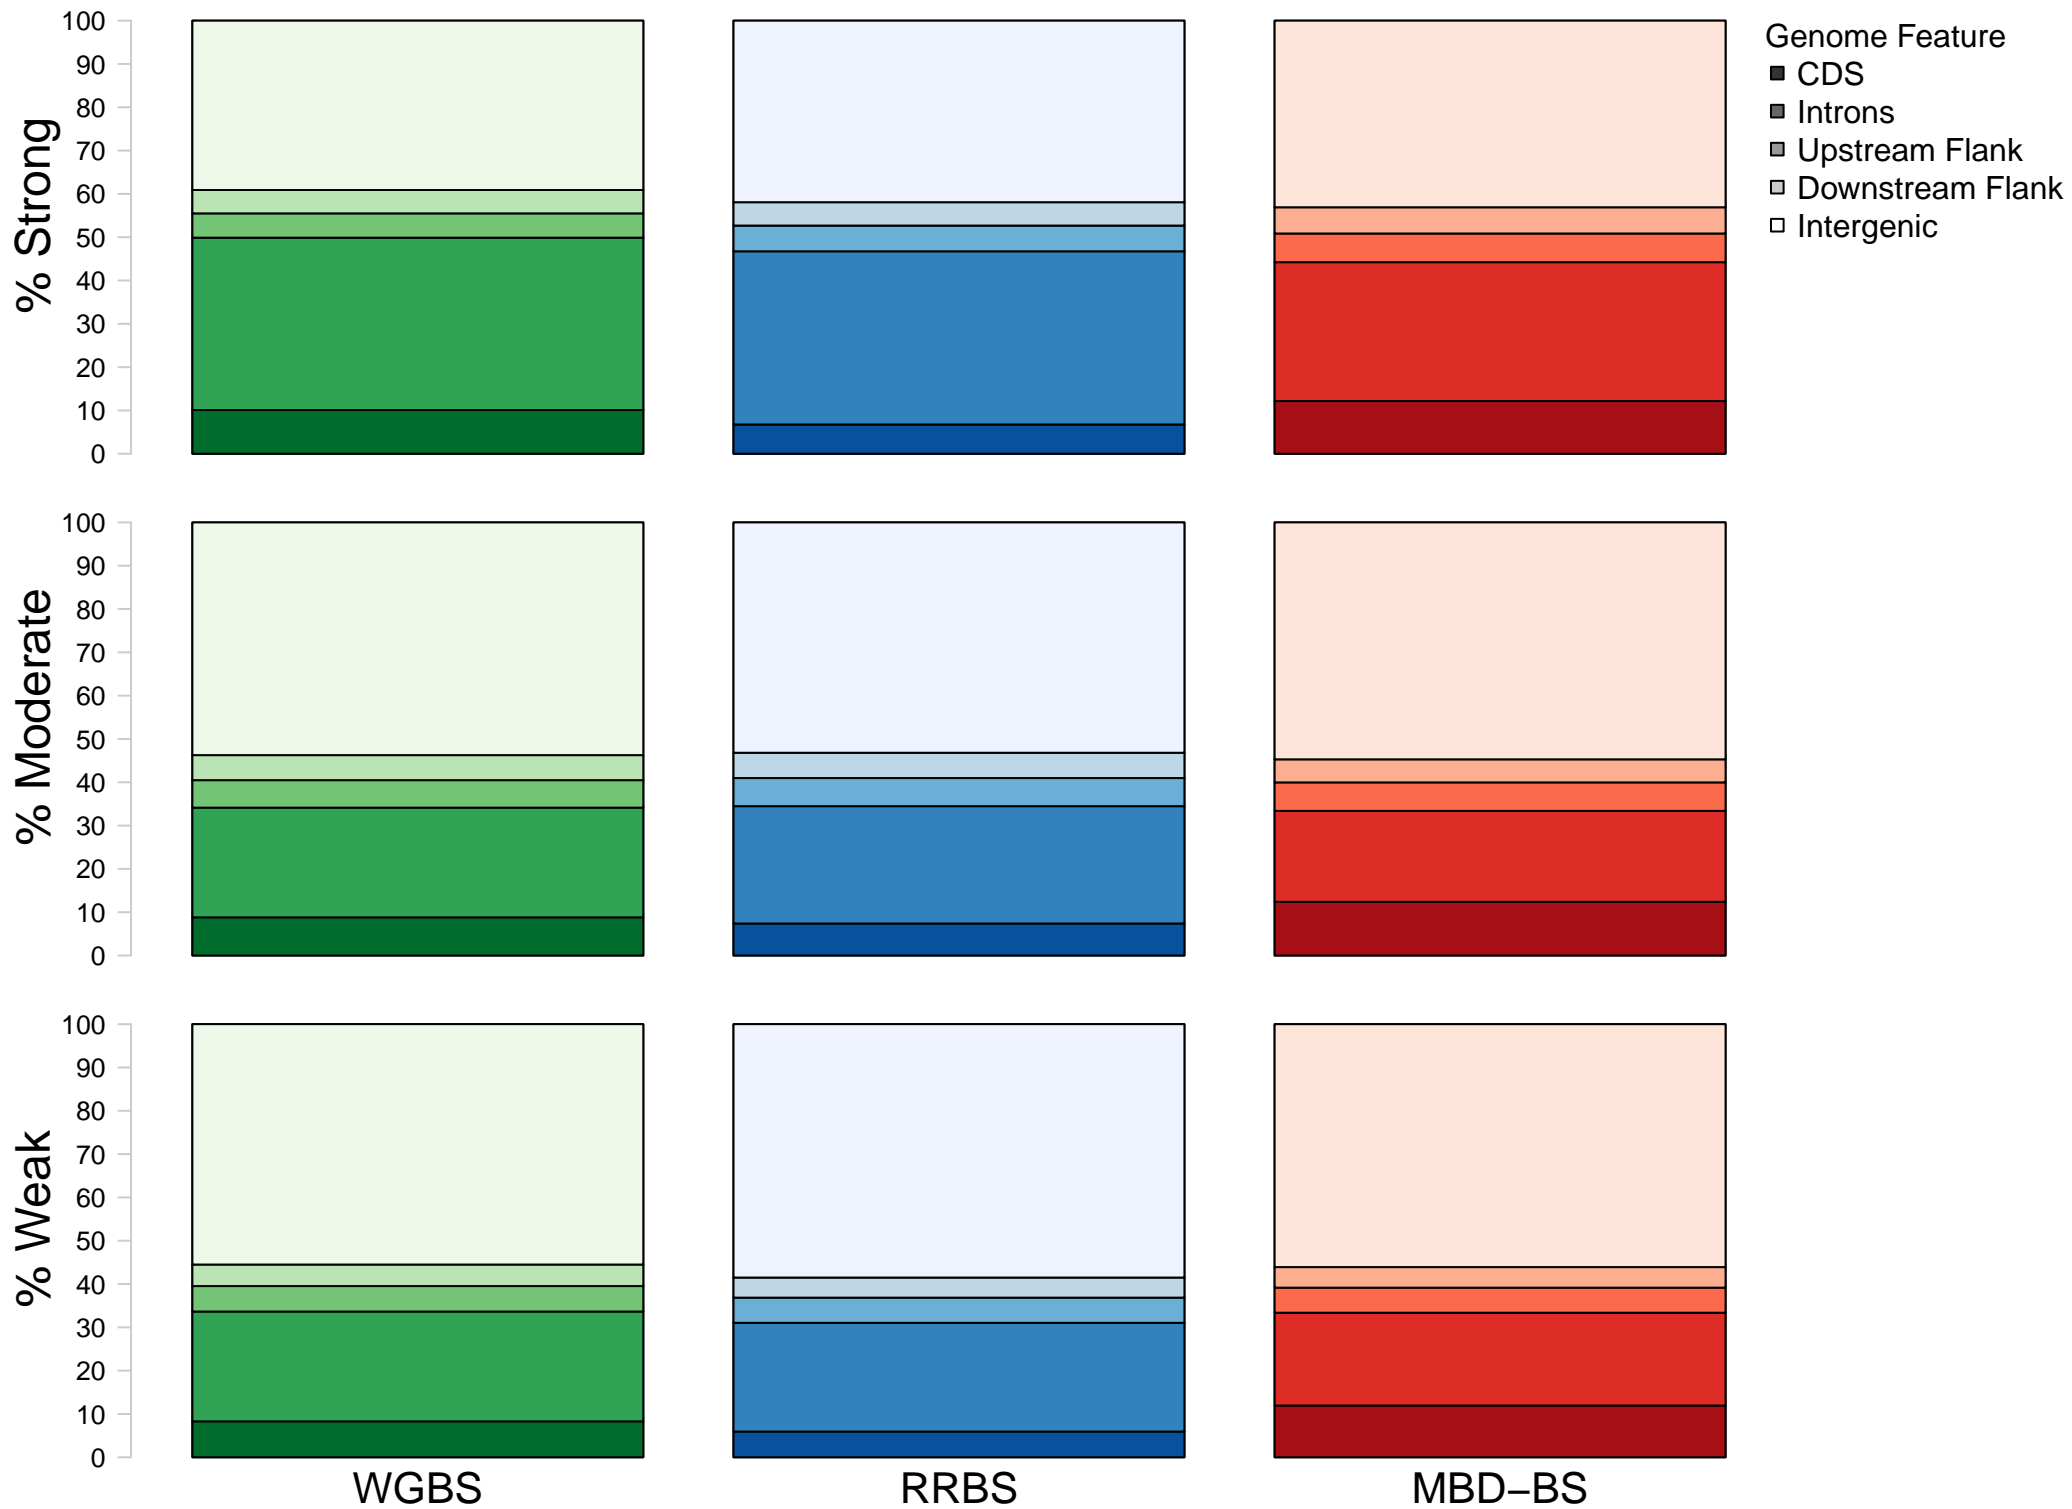 % Strong
100
90
80
70
60
50
40
30
20
10
0
Genome Feature
CDS
Introns
Upstream Flank
Downstream Flank
Intergenic
% Moderate
100
90
80
70
60
50
40
30
20
10
0
% Weak
100
90
80
70
60
50
40
30
20
10
0
WGBS
RRBS
MBD−BS